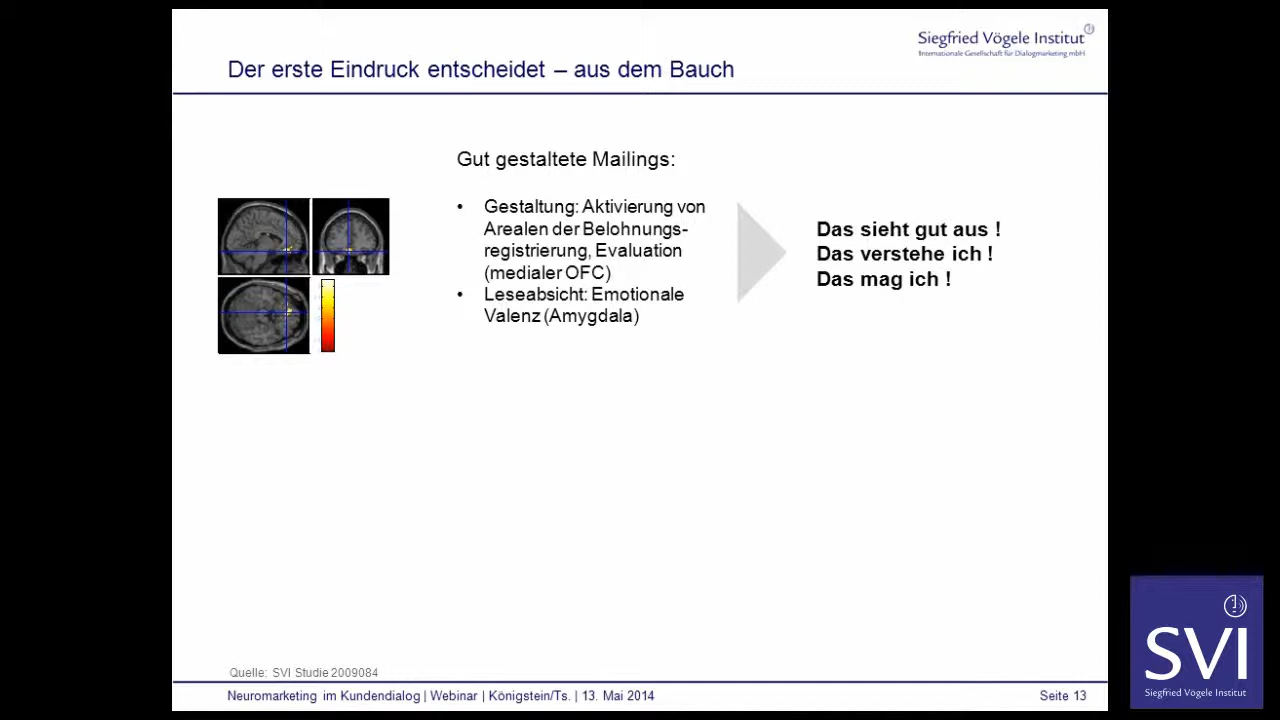 Siegfried Vögele Institut
Internationale Gesellschaft für Dialogmarketing mbH
Der erste Eindruck entscheidet – aus dem Bauch
Gut gestaltete Mailings:
• Gestaltung: Aktivierung von
Arealen der Belohnungs-
registrierung, Evaluation
(medialer OFC)
• Leseabsicht: Emotionale
Valenz (Amygdala)
Das sieht gut aus !
Das verstehe ich !
Das mag ich !
Quelle: SVI Studie 2009084
Neuromarketing im Kundendialog | Webinar | Königstein/Ts. | 13. Mai 2014
Seite 13
SVI
Siegfried Vögele Institut